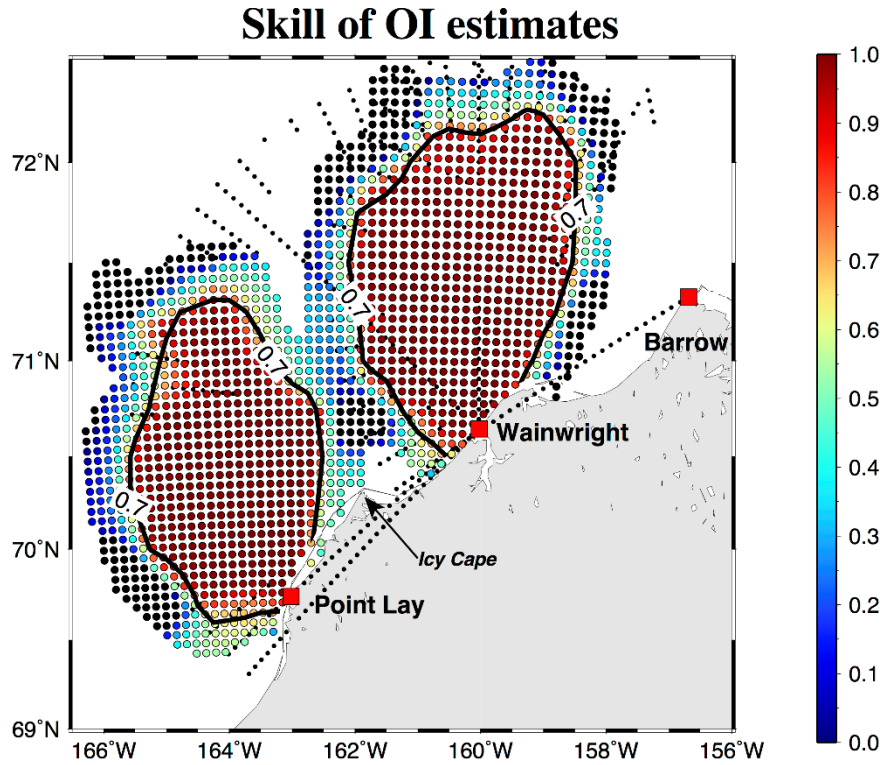 Skill of OI estimates
72°N
71°N
70°N
69°N
166°W
164°W
162°W
160°W
158°W
156°W
0.7
0.7
0.7
0.7
Barrow
Wainwright
Icy Cape
Point Lay
1.0
0.9
0.8
0.7
0.6
0.5
0.4
0.3
0.2
0.1
0.0